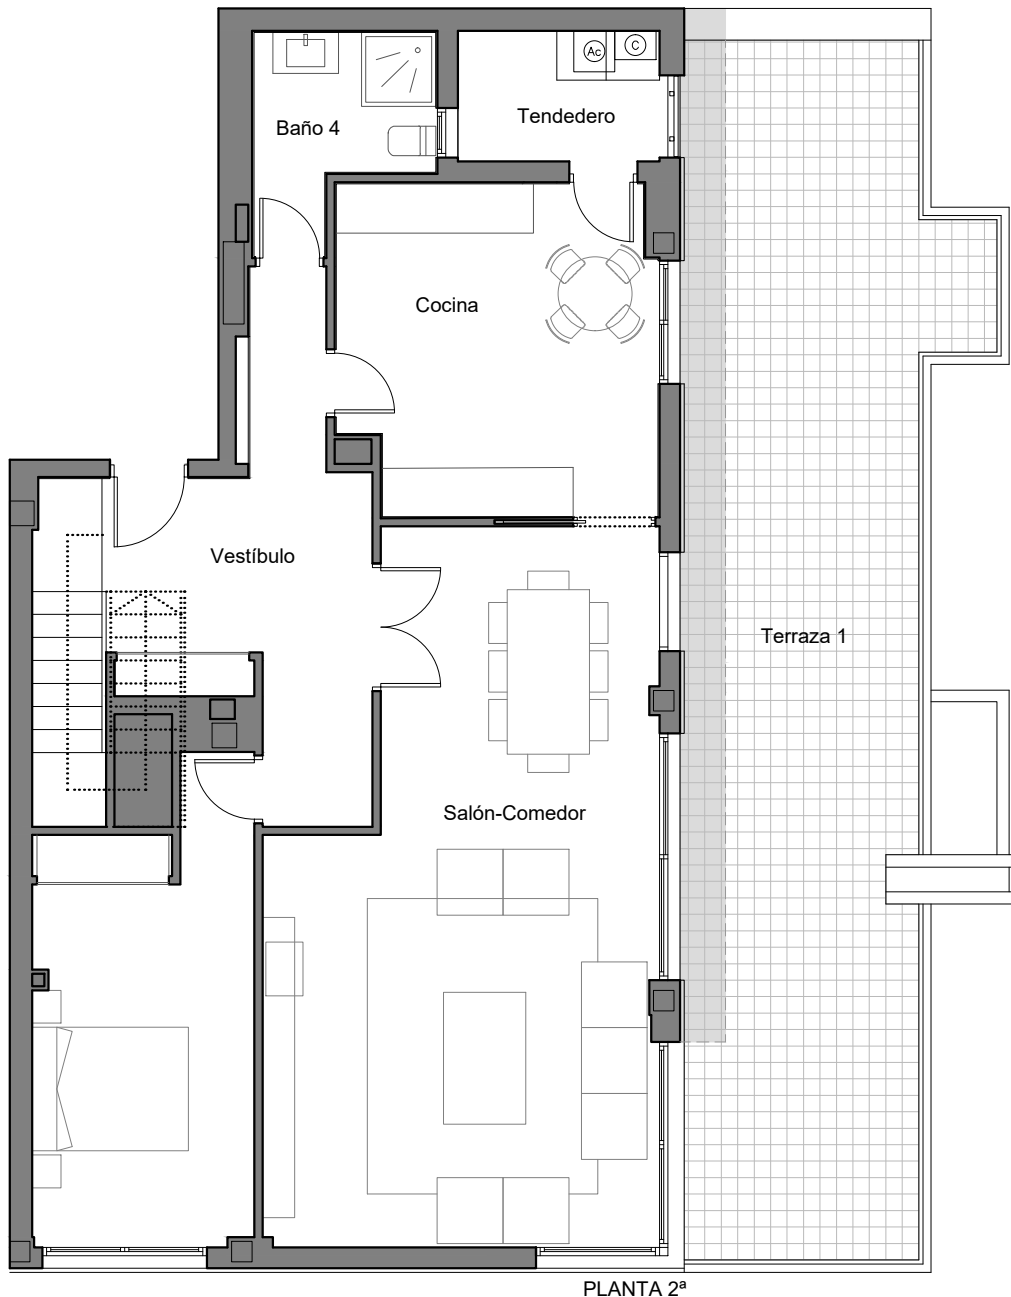 Ac
C
Tendedero
Baño 4
Cocina
Vestíbulo
Terraza 1
Salón-Comedor
PLANTA 2ª